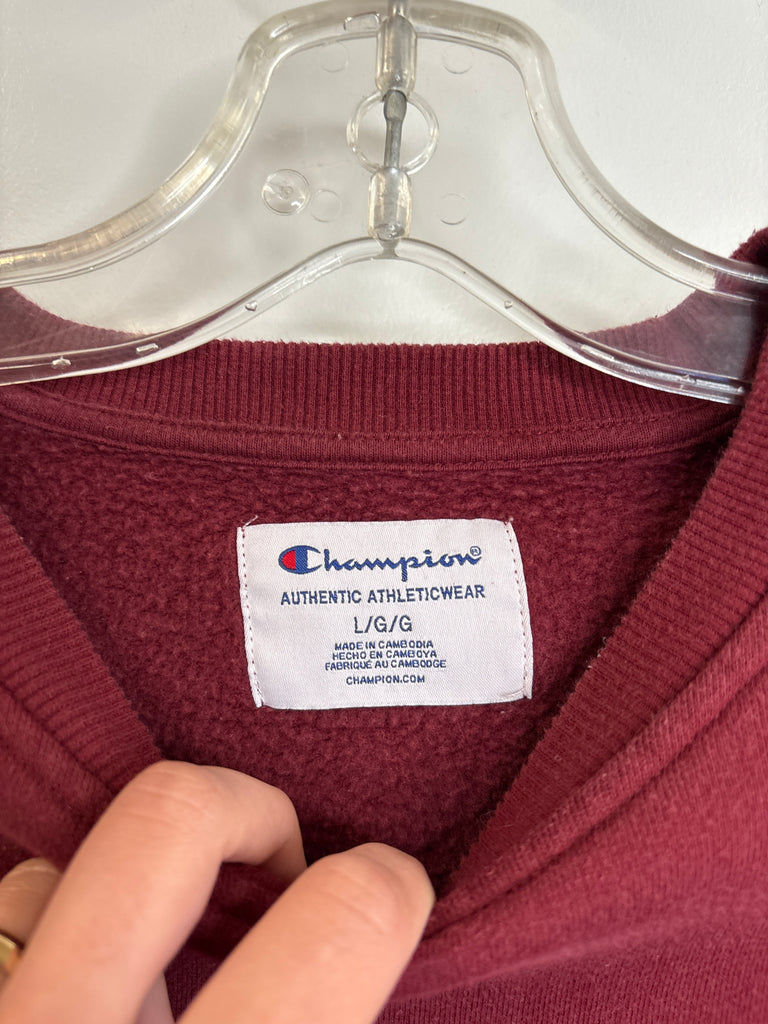 Champion®
AUTHENTIC ATHLETICWEAR
L/G/G
MADE IN CAMBODIA
HECHO EN CAMBOYA
FABRIQUÉ AU CAMBODGE
CHAMPION.COM